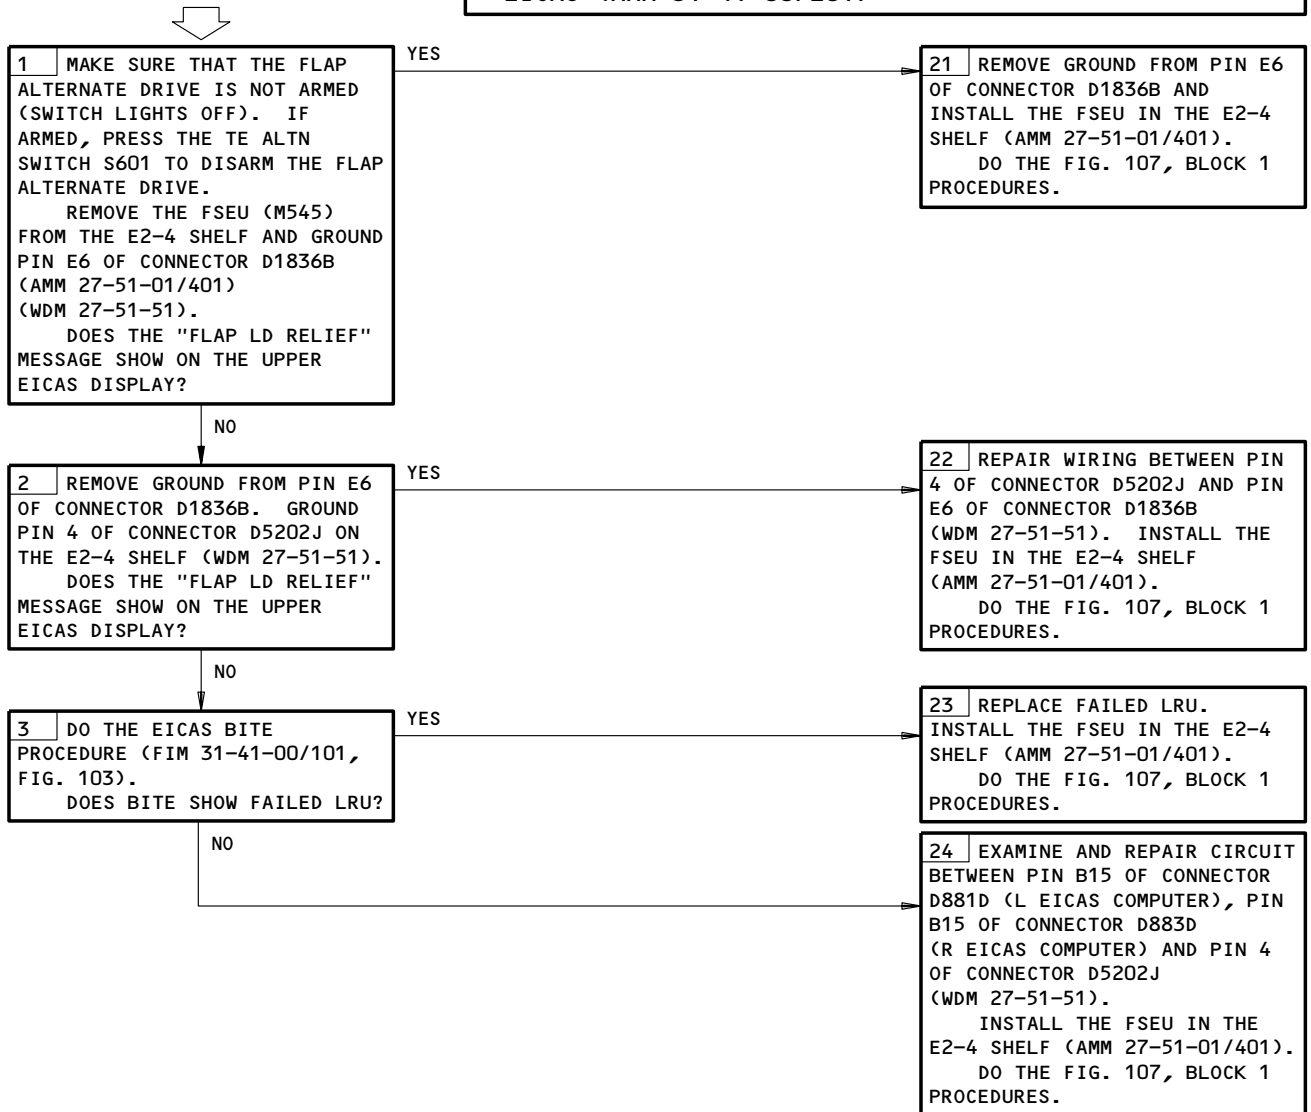 1 MAKE SURE THAT THE FLAP
ALTERNATE DRIVE IS NOT ARMED
(SWITCH LIGHTS OFF). IF
ARMED, PRESS THE TE ALTN
SWITCH S601 TO DISARM THE FLAP
ALTERNATE DRIVE.
REMOVE THE FSEU (M545)
FROM THE E2-4 SHELF AND GROUND
PIN E6 OF CONNECTOR D1836B
(AMM 27-51-01/401)
(WDM 27-51-51).
DOES THE "FLAP LD RELIEF"
MESSAGE SHOW ON THE UPPER
EICAS DISPLAY?
YES
21 REMOVE GROUND FROM PIN E6
OF CONNECTOR D1836B AND
INSTALL THE FSEU IN THE E2-4
SHELF (AMM 27-51-01/401).
DO THE FIG. 107, BLOCK 1
PROCEDURES.
NO
2 REMOVE GROUND FROM PIN E6
OF CONNECTOR D1836B. GROUND
PIN 4 OF CONNECTOR D5202J ON
THE E2-4 SHELF (WDM 27-51-51).
DOES THE "FLAP LD RELIEF"
MESSAGE SHOW ON THE UPPER
EICAS DISPLAY?
YES
22 REPAIR WIRING BETWEEN PIN
4 OF CONNECTOR D5202J AND PIN
E6 OF CONNECTOR D1836B
(WDM 27-51-51). INSTALL THE
FSEU IN THE E2-4 SHELF
(AMM 27-51-01/401).
DO THE FIG. 107, BLOCK 1
PROCEDURES.
NO
3 DO THE EICAS BITE
PROCEDURE (FIM 31-41-00/101,
FIG. 103).
DOES BITE SHOW FAILED LRU?
YES
23 REPLACE FAILED LRU.
INSTALL THE FSEU IN THE E2-4
SHELF (AMM 27-51-01/401).
DO THE FIG. 107, BLOCK 1
PROCEDURES.
NO
24 EXAMINE AND REPAIR CIRCUIT
BETWEEN PIN B15 OF CONNECTOR
D881D (L EICAS COMPUTER), PIN
B15 OF CONNECTOR D883D
(R EICAS COMPUTER) AND PIN 4
OF CONNECTOR D5202J
(WDM 27-51-51).
INSTALL THE FSEU IN THE
E2-4 SHELF (AMM 27-51-01/401).
DO THE FIG. 107, BLOCK 1
PROCEDURES.